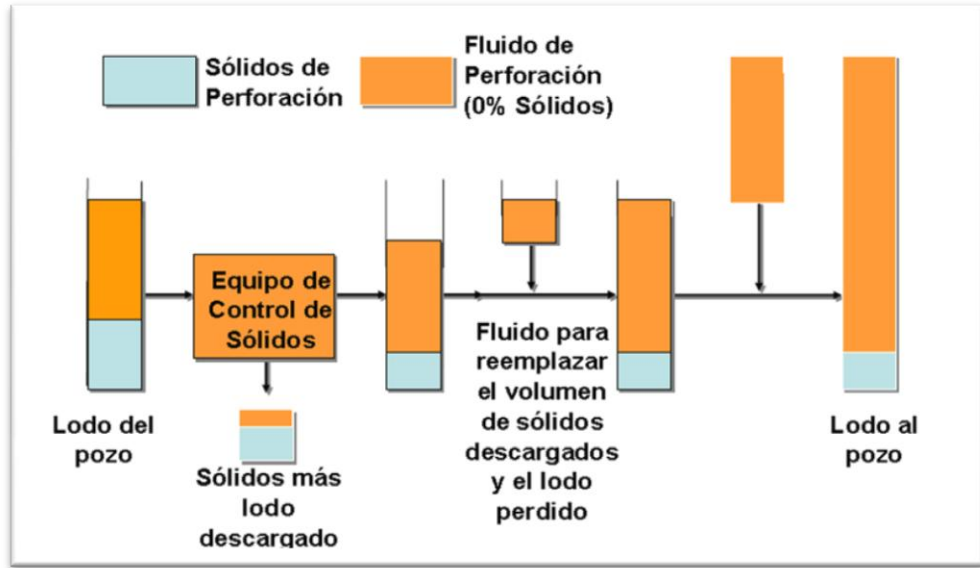 Sólidos de
Perforación
Fluido de
Perforación
(0% Sólidos)
Equipo de
Control de
Sólidos
Lodo del
pozo
Sólidos más
lodo
descargado
Fluido para
reemplazar
el volumen
de sólidos
descargados
y el lodo
perdido
Lodo al
pozo